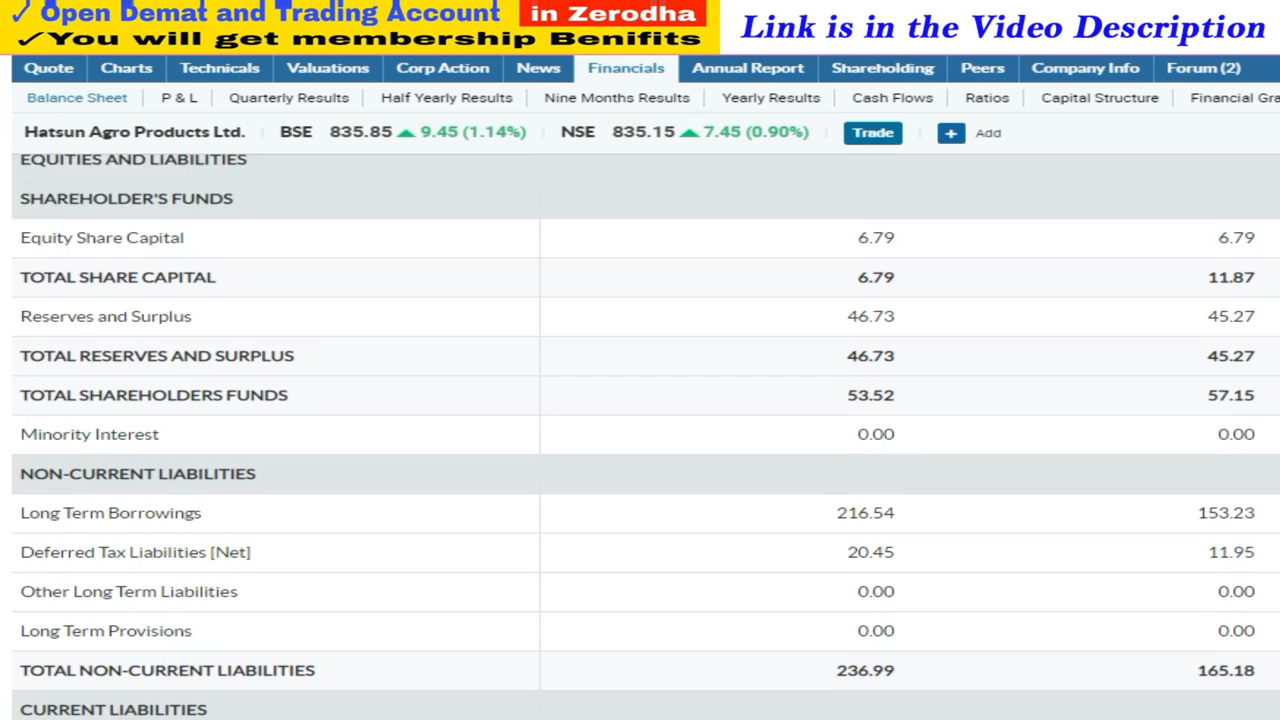 ✓ Open Demat and Trading Account in Zerodha
✓You will get membership Benifits
Link is in the Video Description
Quote Charts Technicals Valuations Corp Action News Financials Annual Report Shareholding Peers Company Info Forum (2)
Balance Sheet P & L Quarterly Results Half Yearly Results Nine Months Results Yearly Results Cash Flows Ratios Capital Structure Financial Gra
Hatsun Agro Products Ltd. BSE 835.85 ▲ 9.45 (1.14%) NSE 835.15 ▲ 7.45 (0.90%) Trade + Add
EQUITIES AND LIABILITIES
SHAREHOLDER'S FUNDS
Equity Share Capital 6.79 6.79
TOTAL SHARE CAPITAL 6.79 11.87
Reserves and Surplus 46.73 45.27
TOTAL RESERVES AND SURPLUS 46.73 45.27
TOTAL SHAREHOLDERS FUNDS 53.52 57.15
Minority Interest 0.00 0.00
NON-CURRENT LIABILITIES
Long Term Borrowings 216.54 153.23
Deferred Tax Liabilities [Net] 20.45 11.95
Other Long Term Liabilities 0.00 0.00
Long Term Provisions 0.00 0.00
TOTAL NON-CURRENT LIABILITIES 236.99 165.18
CURRENT LIABILITIES